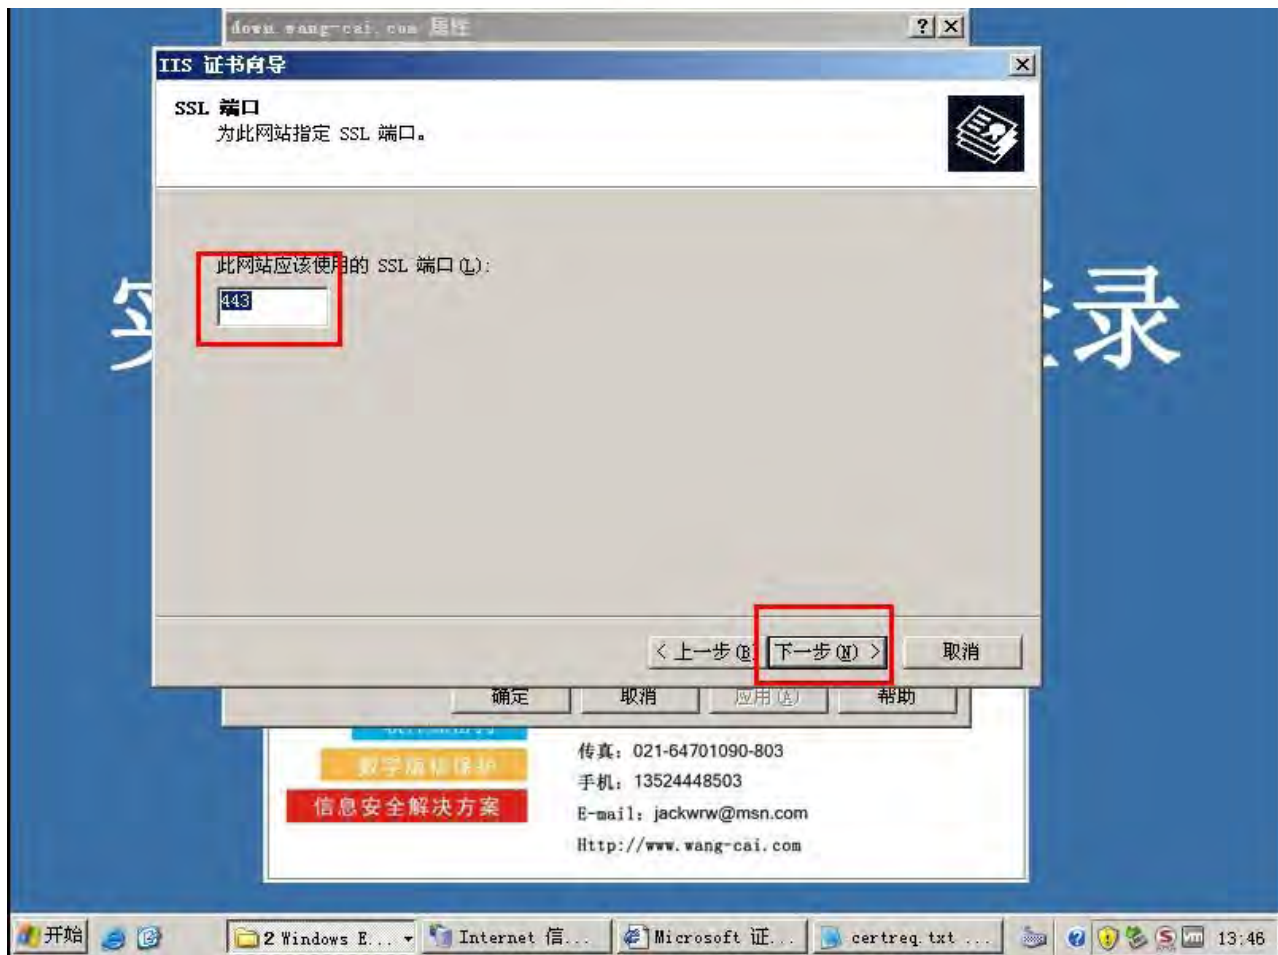 down.wang-cai.com 属性
IIS 证书向导
SSL 端口
为此网站指定 SSL 端口。
此网站应该使用的 SSL 端口(L):
443
录
< 上一步(B) 下一步(N) > 取消
确定 取消 应用(A) 帮助
传真：021-64701090-803
数字版权保护
手机：13524448503
信息安全解决方案
E-mail：jackwrw@msn.com
Http://www.wang-cai.com
开始 2 Windows E... Internet 信... Microsoft 证... certreq.txt ... 13:46